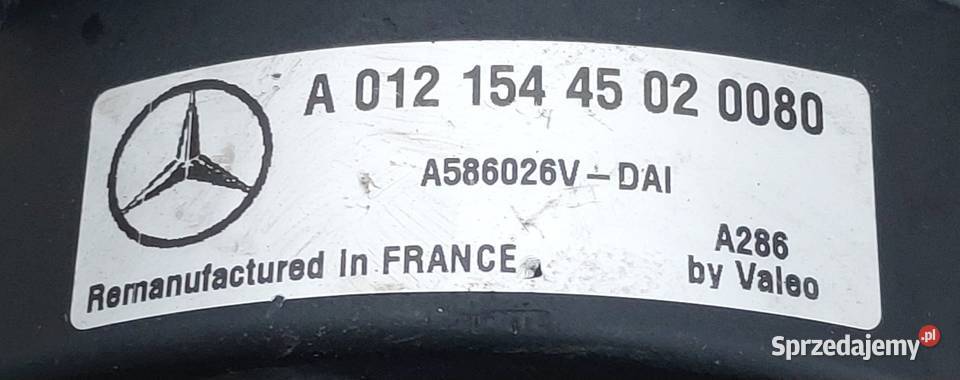 A 012 154 45 02 0080
A586026V – DAI
A286
Remanufactured in FRANCE
by Valeo
Sprzedajemy.pl